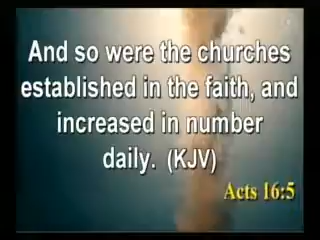 And so were the churches
established in the faith, and
increased in number
daily. (KJV)
Acts 16:5